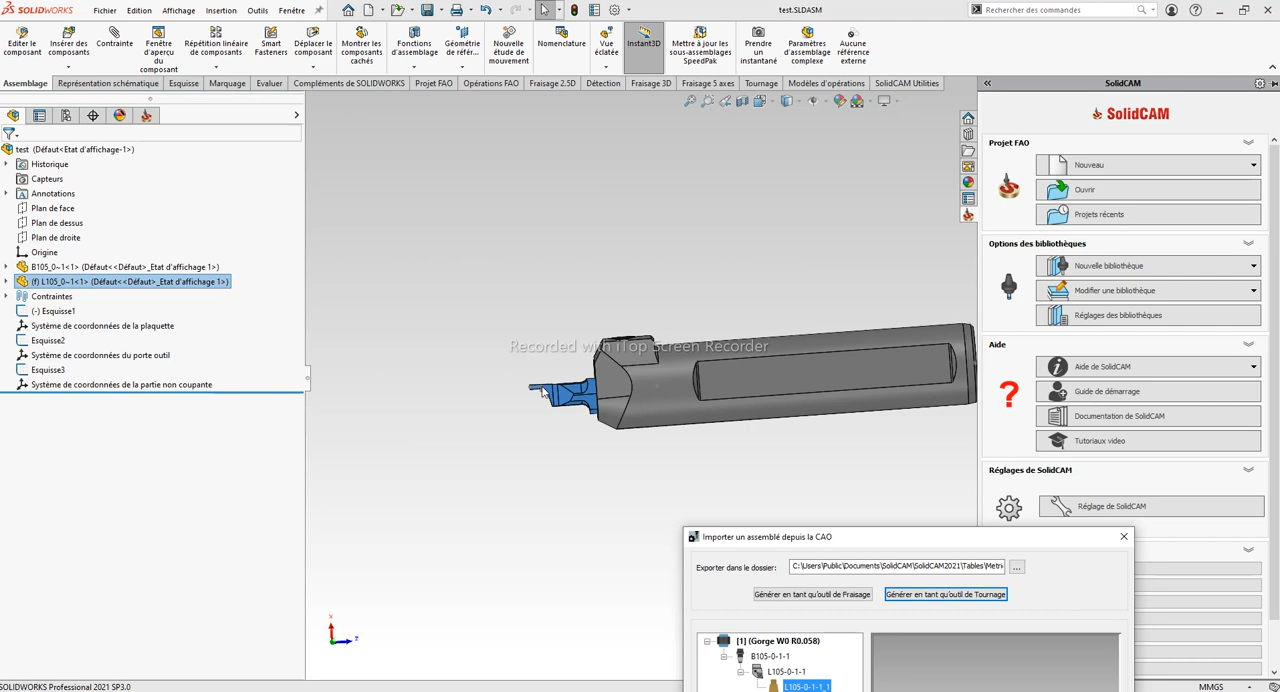 SOLIDWORKS
Fichier
Edition
Affichage
Insertion
Outils
Fenêtre
test.SLDASM
Rechercher des commandes
Editer le composant
Insérer des composants
Contrainte
Fenêtre d'aperçu du composant
Répétition linéaire de composants
Smart Fasteners
Déplacer le composant
Montrer les composants cachés
Fonctions d'assemblage
Géométrie de référ...
Nouvelle étude de mouvement
Nomenclature
Vue éclatée
Instant3D
Mettre à jour les sous-assemblages SpeedPak
Prendre un instantané
Paramètres d'assemblage complexe
Aucune référence externe
Assemblage
Représentation schématique
Esquisse
Marquage
Evaluer
Compléments de SOLIDWORKS
Projet FAO
Opérations FAO
Fraisage 2.5D
Détection
Fraisage 3D
Fraisage 5 axes
Tournage
Modèles d'opérations
SolidCAM Utilities
SolidCAM
test (Défaut<Etat d'affichage-1>)
Historique
Capteurs
Annotations
Plan de face
Plan de dessus
Plan de droite
Origine
B105_0~1<1> (Défaut<<Défaut>_Etat d'affichage 1>)
(f) L105_0~1<1> (Défaut<<Défaut>_Etat d'affichage 1>)
Contraintes
(-) Esquisse1
Système de coordonnées de la plaquette
Esquisse2
Système de coordonnées du porte outil
Esquisse3
Système de coordonnées de la partie non coupante
Recorded with iTop Screen Recorder
X
Z
SolidCAM
Projet FAO
Nouveau
Ouvrir
Projets récents
Options des bibliothèques
Nouvelle bibliothèque
Modifier une bibliothèque
Réglages des bibliothèques
Aide
Aide de SolidCAM
Guide de démarrage
Documentation de SolidCAM
Tutoriaux video
Réglages de SolidCAM
Réglage de SolidCAM
Importer un assemblé depuis la CAO
Exporter dans le dossier:
C:\Users\Public\Documents\SolidCAM\SolidCAM2021\Tables\Metri
...
Générer en tant qu'outil de Fraisage
Générer en tant qu'outil de Tournage
[1] (Gorge W0 R0.058)
B105-0-1-1
L105-0-1-1
L105-0-1-1_1
SOLIDWORKS Professional 2021 SP3.0
MMGS